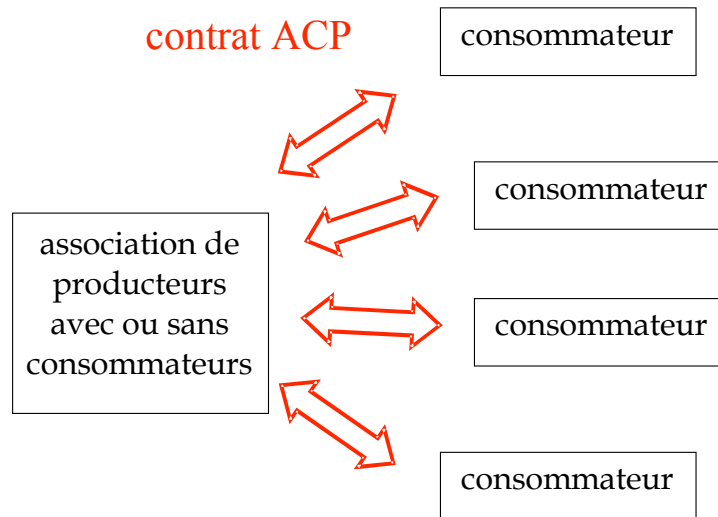 contrat ACP
consommateur
consommateur
association de
producteurs
avec ou sans
consommateurs
consommateur
consommateur